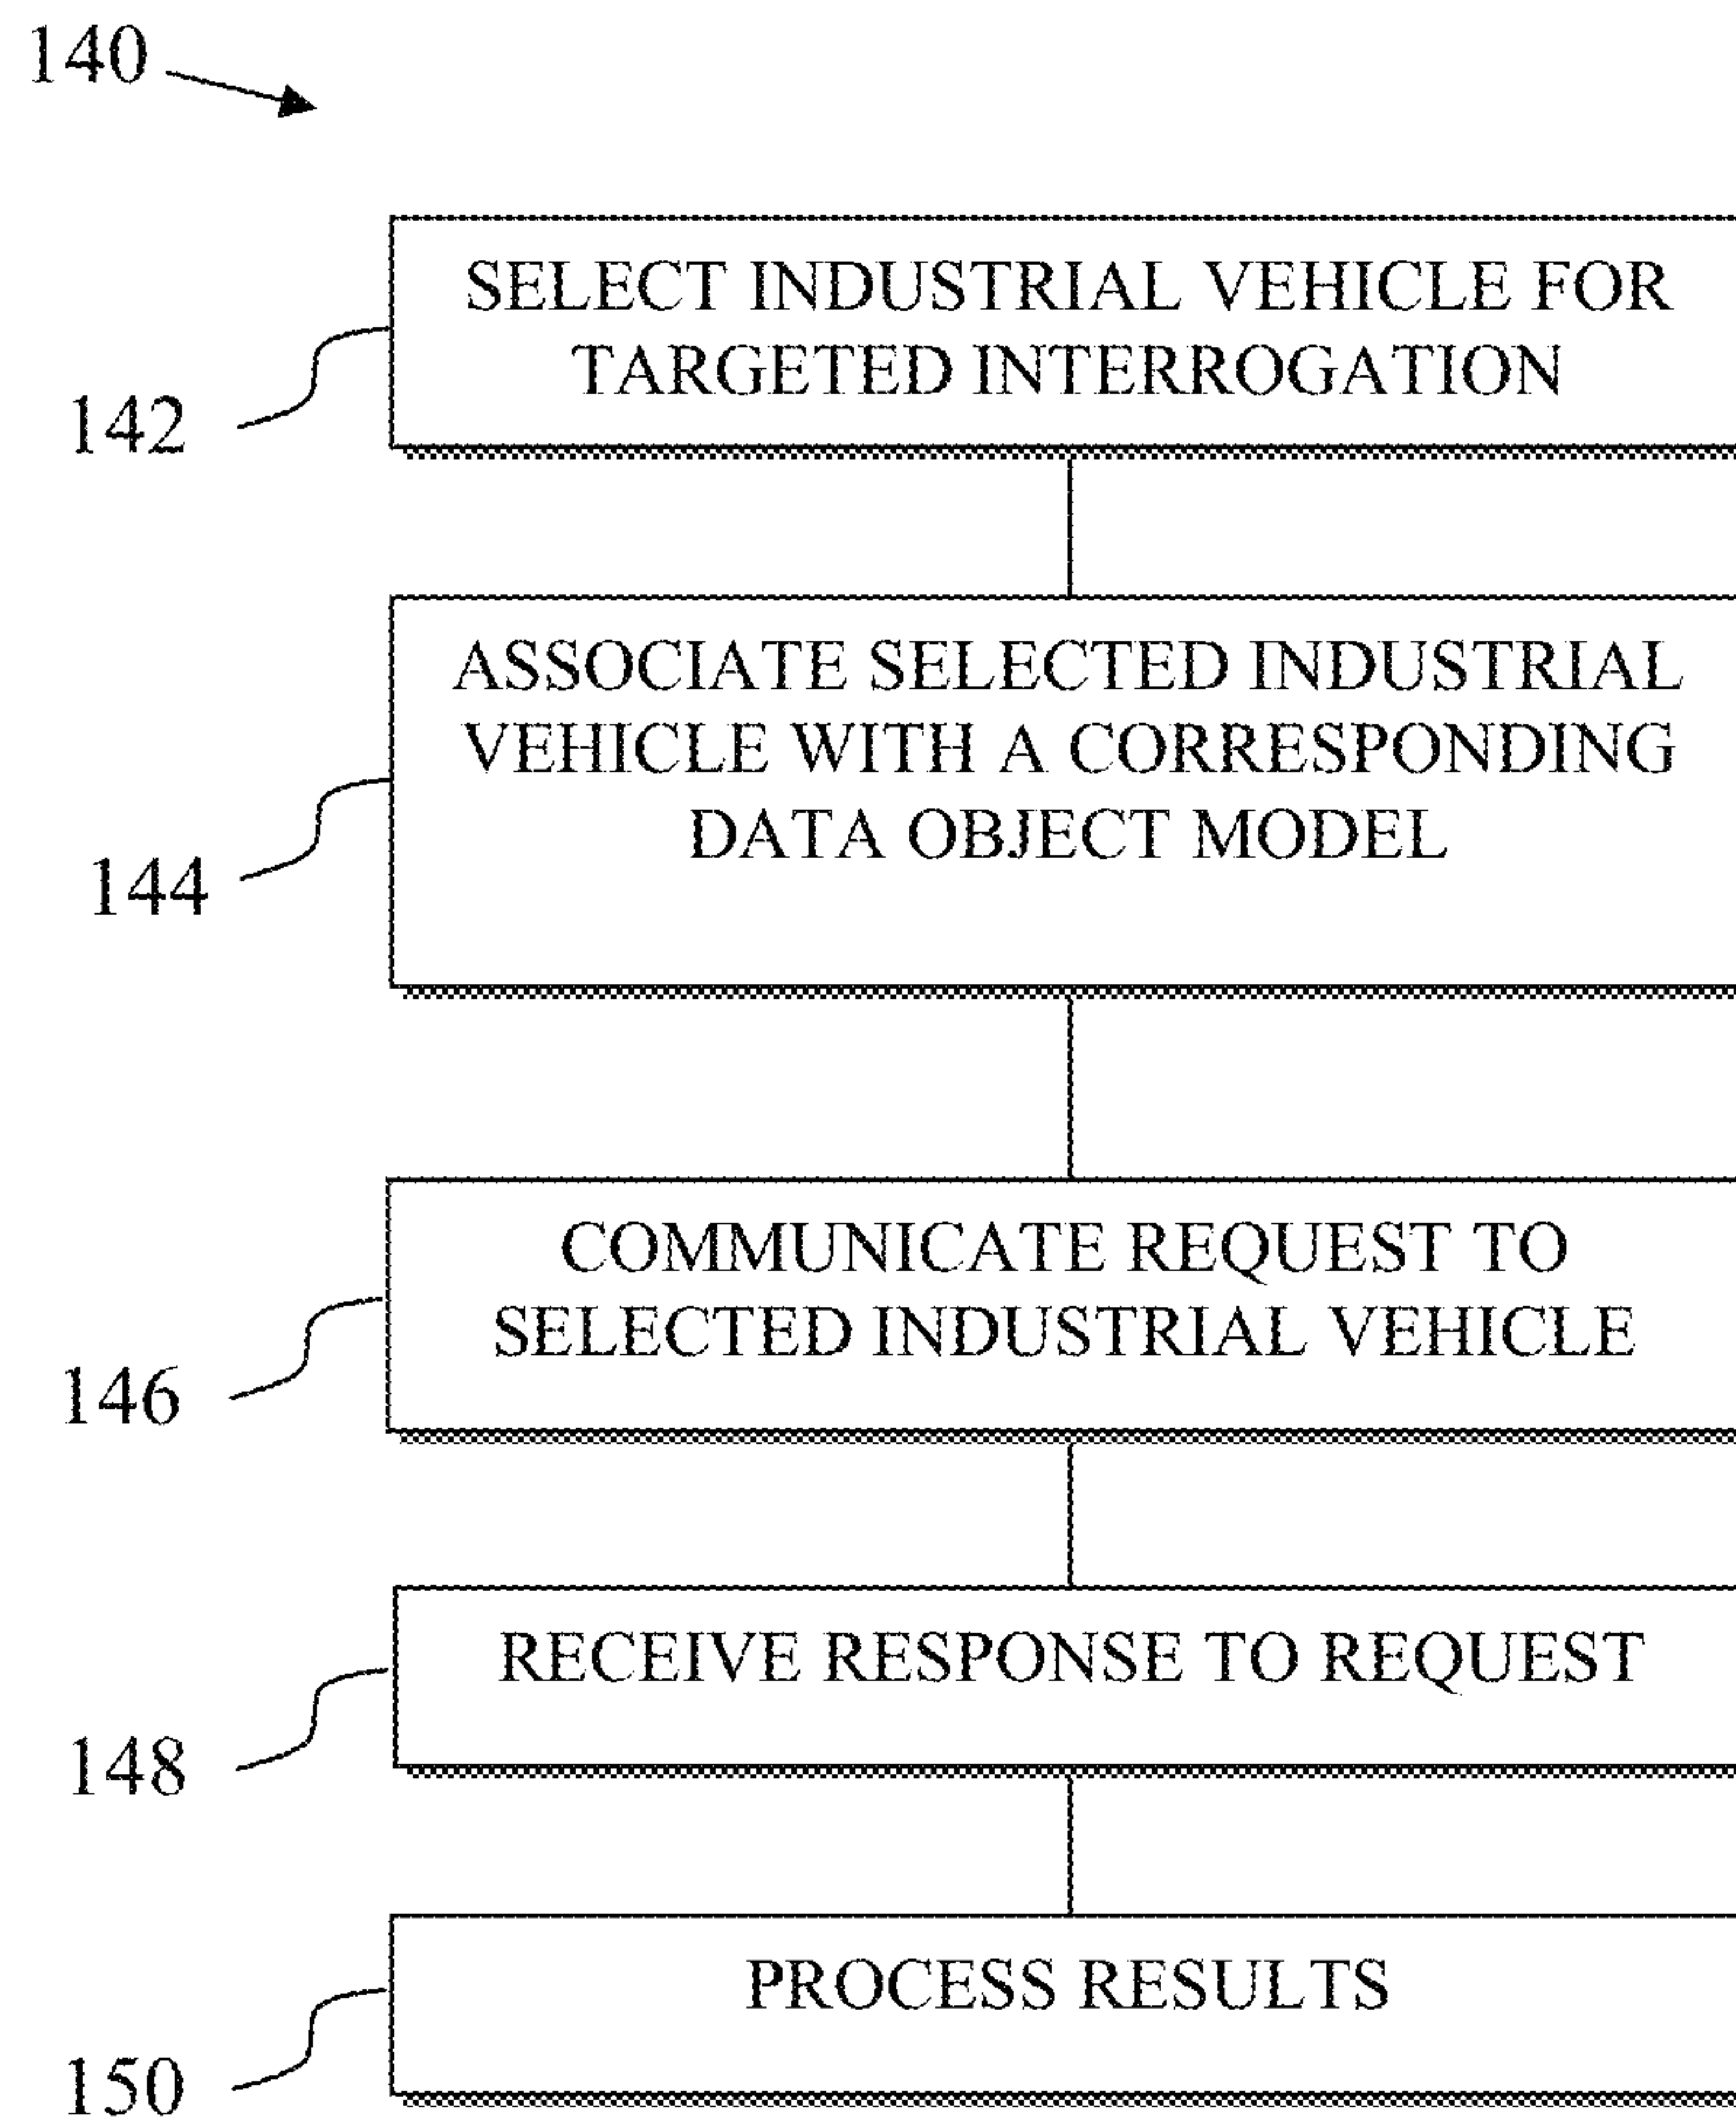 140
SELECT INDUSTRIAL VEHICLE FOR
TARGETED INTERROGATION
142
ASSOCIATE SELECTED INDUSTRIAL
VEHICLE WITH A CORRESPONDING
DATA OBJECT MODEL
144
COMMUNICATE REQUEST TO
SELECTED INDUSTRIAL VEHICLE
146
RECEIVE RESPONSE TO REQUEST
148
PROCESS RESULTS
150